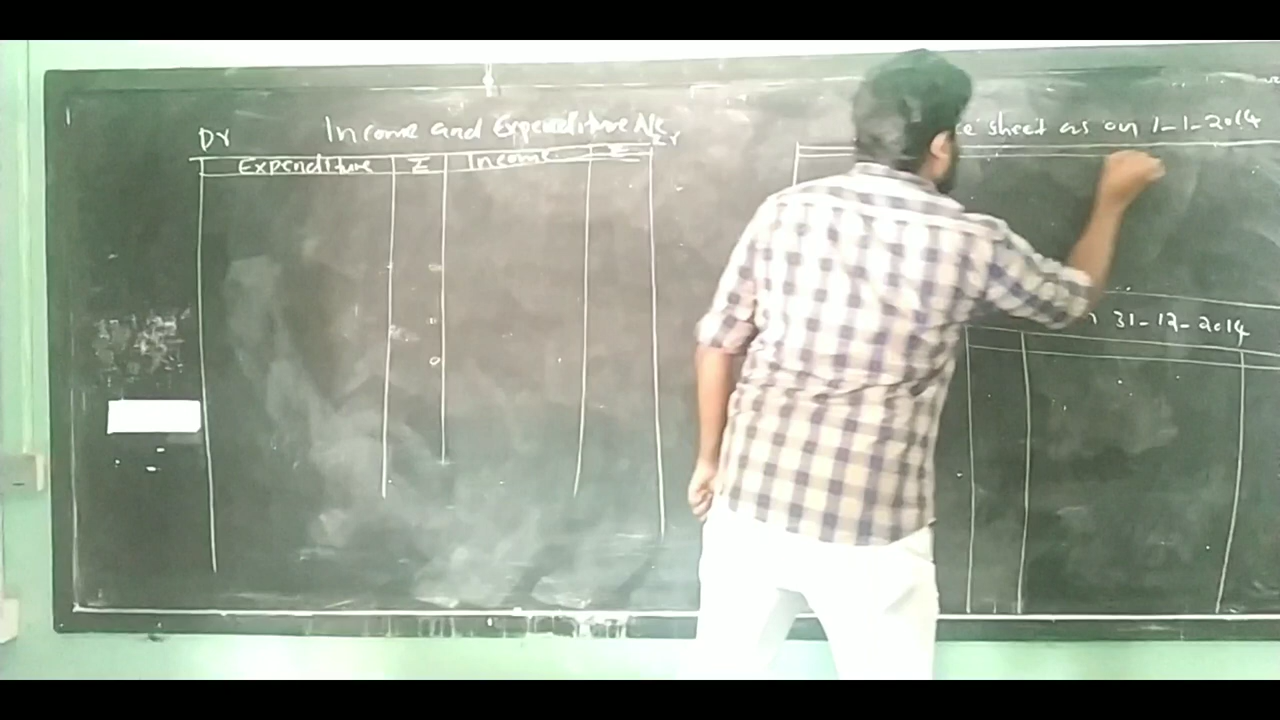 Dr Income and Expenditure A/c Cr
Expenditure Σ Income Σ
sheet as on 1-1-2014
31-12-2014